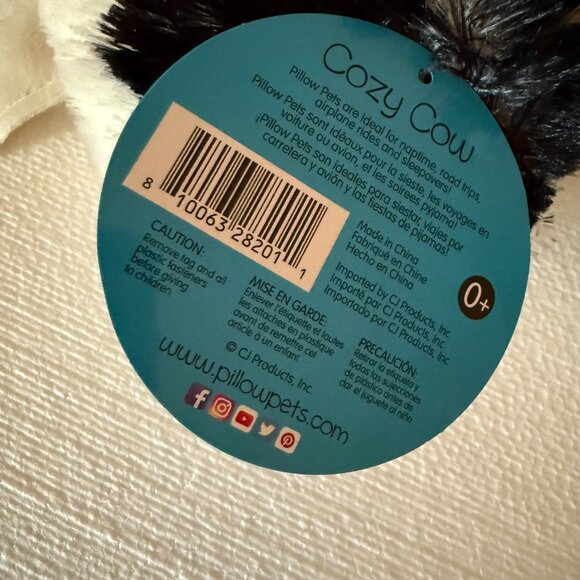 Cozy Cow
Pillow Pets are ideal for naptime, road trips,
airplane rides and sleepovers!
Pillow Pets sont idéaux pour la sieste, les voyages en
voiture ou avion, et les soirees pyjama!
¡Pillow Pets son ideales para siestar, viajes por
carretera y avión y las fiestas de pijamas!
8 10063 28201 1
Made in China
Fabriqué en Chine
Hecho en China
Imported by CJ Products, Inc.
Importé par CJ Products, Inc.
Importado por CJ Products, Inc.
0+
CAUTION:
Remove tag and all
plastic fasteners
before giving
to children.
MISE EN GARDE:
Enlever l'étiquette et toutes
les attaches en plastique
avant de remettre cet
article à un enfant.
PRECAUCIÓN:
Retirar la etiqueta y
todas las sujeciones
de plástico antes de
dar el juguete al niño
© CJ Products, Inc.
www.pillowpets.com